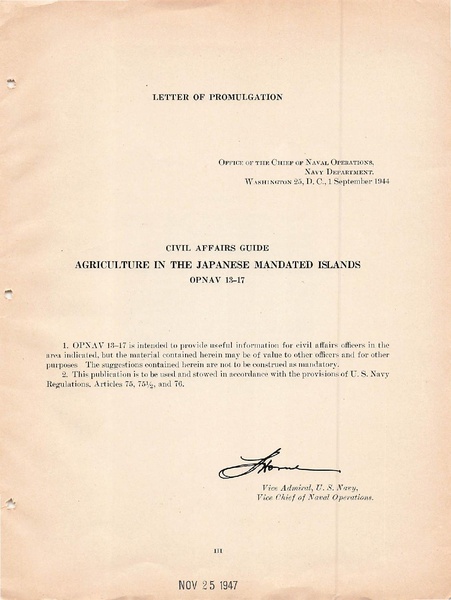 LETTER OF PROMULGATION
OFFICE OF THE CHIEF OF NAVAL OPERATIONS,
NAVY DEPARTMENT,
WASHINGTON 25, D. C., 1 September 1944
CIVIL AFFAIRS GUIDE
AGRICULTURE IN THE JAPANESE MANDATED ISLANDS
OPNAV 13-17
1. OPNAV 13-17 is intended to provide useful information for civil affairs officers in the
area indicated, but the material contained herein may be of value to other officers and for other
purposes The suggestions contained herein are not to be construed as mandatory.
2. This publication is to be used and stowed in accordance with the provisions of U. S. Navy
Regulations, Articles 75, 75½, and 76.
Horne
Vice Admiral, U. S. Navy,
Vice Chief of Naval Operations.
III
NOV 25 1947